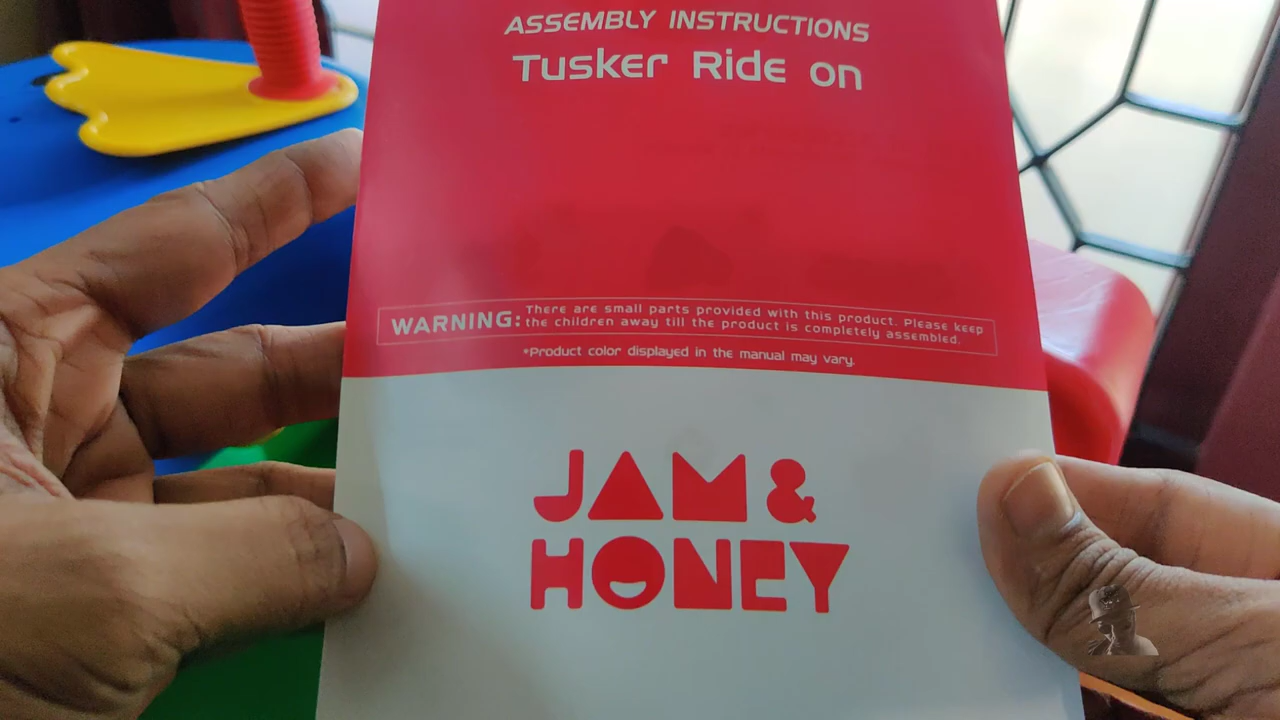 ASSEMBLY INSTRUCTIONS
Tusker Ride on
WARNING: There are small parts provided with this product. Please keep
the children away till the product is completely assembled.
*Product color displayed in the manual may vary.
JAM &
HONEY